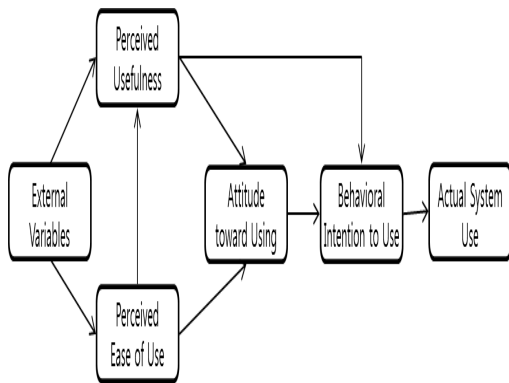 Perceived
Usefulness
External
Variables
Attitude
toward Using
Behavioral
Intention to Use
Actual System
Use
Perceived
Ease of Use